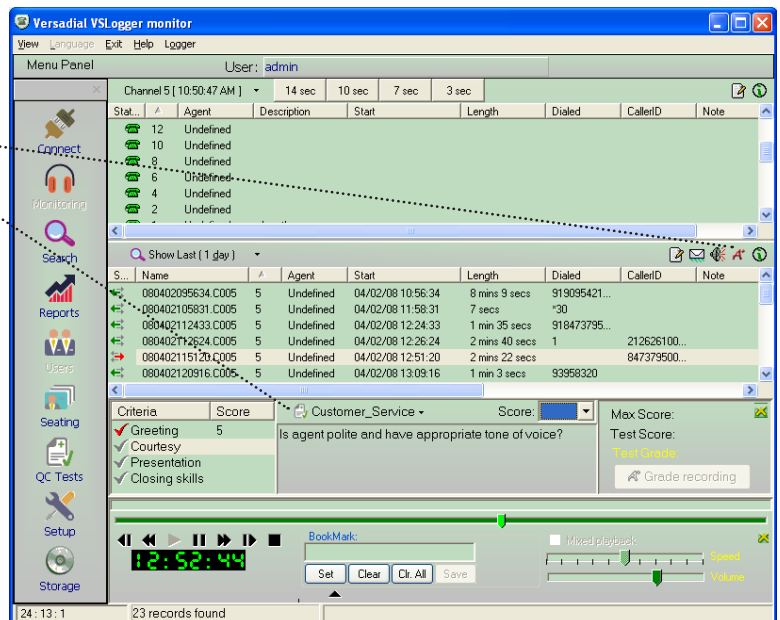 Versadial VSLogger monitor
View Language Exit Help Logger
Menu Panel User: admin
Channel 5 [ 10:50:47 AM ] 14 sec 10 sec 7 sec 3 sec
Stat... Agent Description Start Length Dialed CallerID Note
12 Undefined
10 Undefined
8 Undefined
6 Undefined
4 Undefined
2 Undefined
Connect
Monitoring
Search
Reports
Users
Seating
QC Tests
Setup
Storage
Show Last ( 1 day )
S... Name Agent Start Length Dialed CallerID Note
080402095634.C005 5 Undefined 04/02/08 10:56:34 8 mins 9 secs 919095421...
080402105831.C005 5 Undefined 04/02/08 11:58:31 7 secs *30
080402112433.C005 5 Undefined 04/02/08 12:24:33 1 min 35 secs 918473795...
080402112624.C005 5 Undefined 04/02/08 12:26:24 2 mins 40 secs 1 212626100...
080402115120.C005 5 Undefined 04/02/08 12:51:20 2 mins 22 secs 847379500...
080402120916.C005 5 Undefined 04/02/08 13:09:16 1 min 3 secs 93958320
Criteria Score
Greeting 5
Courtesy
Presentation
Closing skills
Customer_Service Score:
Is agent polite and have appropriate tone of voice?
Max Score:
Test Score:
Test Grade:
A+ Grade recording
12:52:44
BookMark:
Set Clear Clr. All Save
Mixed playback
Speed
Volume
24:13:1 23 records found